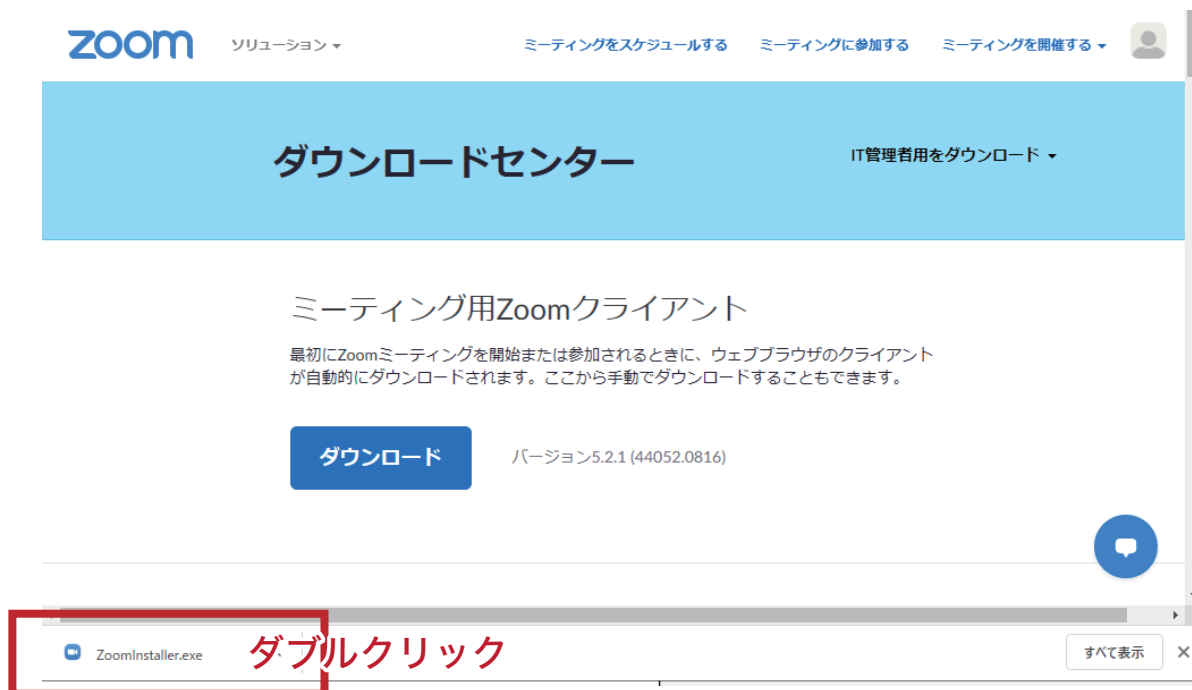 zoom ソリューション ミーティングをスケジュールする ミーティングに参加する ミーティングを開催する
ダウンロードセンター IT管理者用をダウンロード
ミーティング用Zoomクライアント
最初にZoomミーティングを開始または参加されるときに、ウェブブラウザのクライアント
が自動的にダウンロードされます。ここから手動でダウンロードすることもできます。
ダウンロード バージョン5.2.1 (44052.0816)
ZoomInstaller.exe ダブルクリック すべて表示